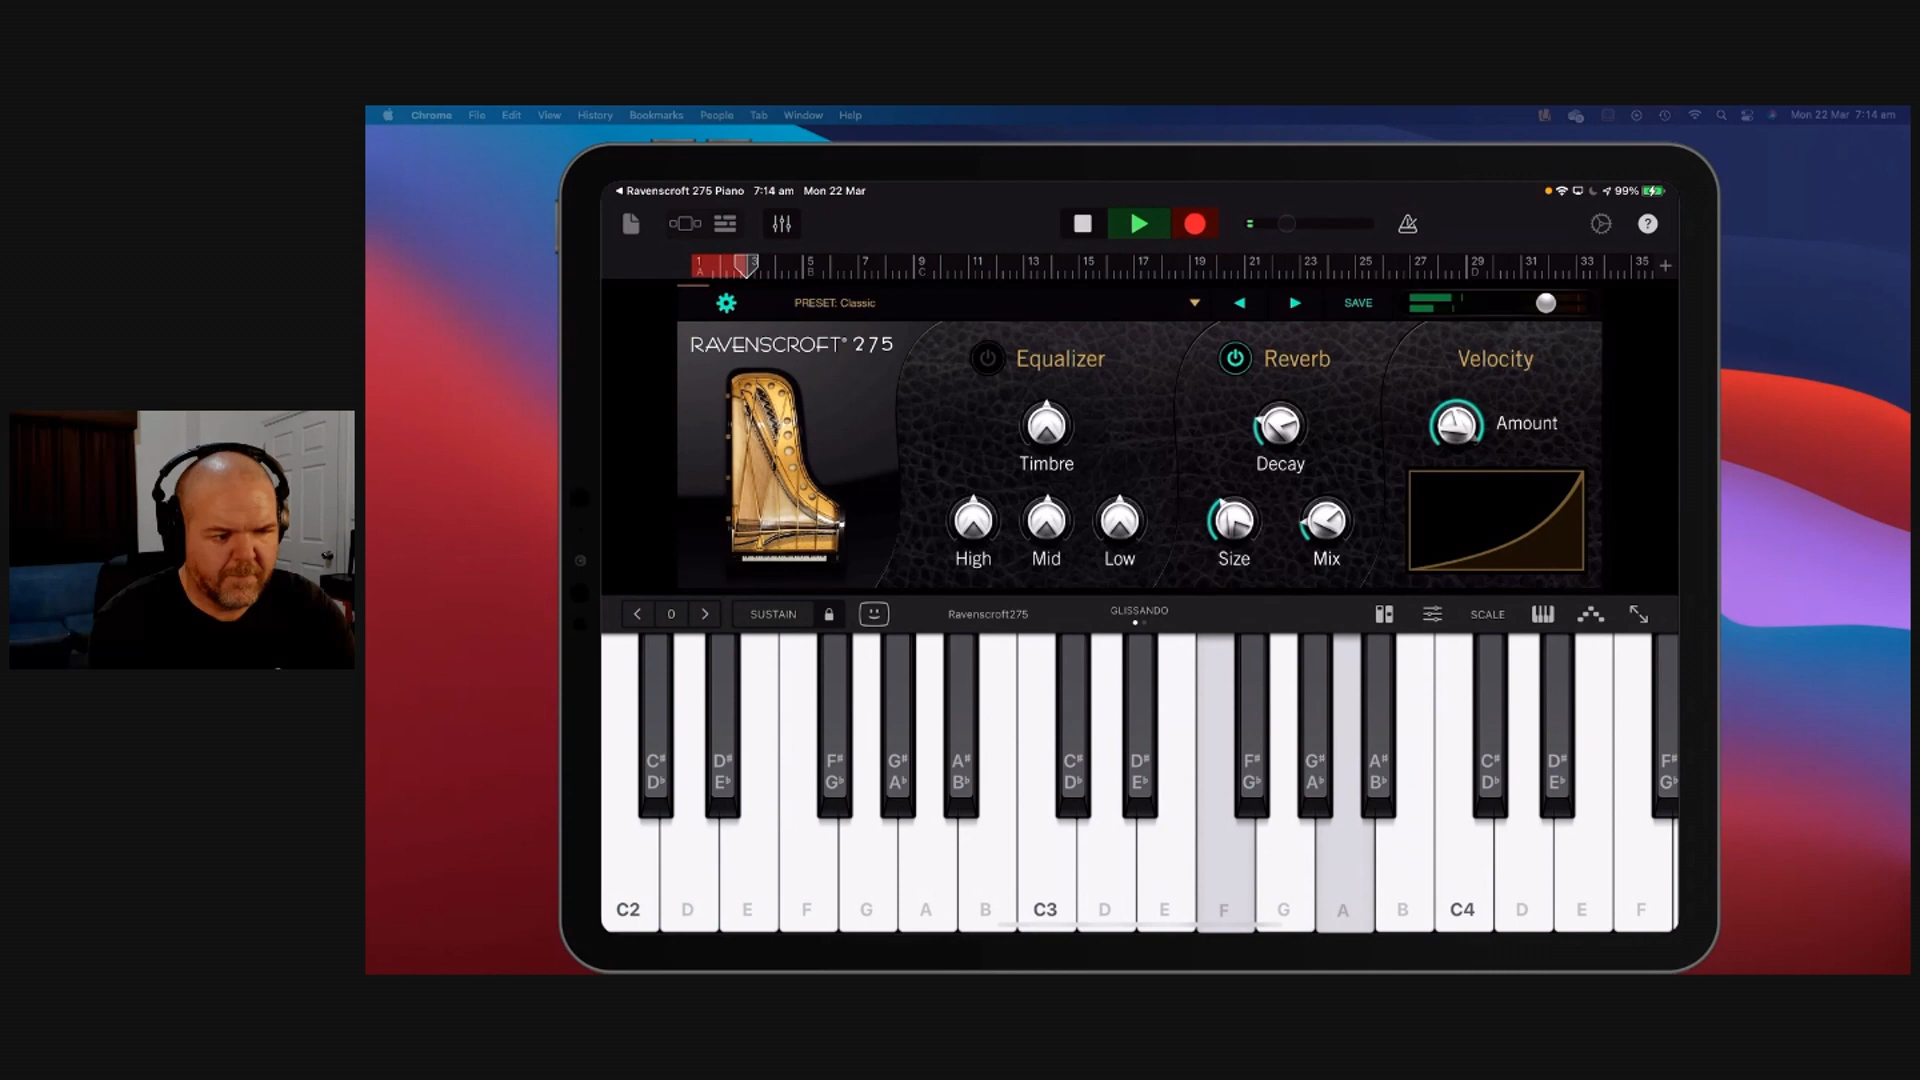 Chrome File Edit View History Bookmarks People Tab Window Help Mon 22 Mar 7:14 am
Ravenscroft 275 Piano 7:14 am Mon 22 Mar 99%
?
1 3 5 7 9 11 13 15 17 19 21 23 25 27 29 31 33 35 +
A B C D
PRESET: Classic SAVE
RAVENSCROFT® 275
Equalizer Reverb Velocity
Amount
Timbre Decay
High Mid Low Size Mix
0 SUSTAIN Ravenscroft275 GLISSANDO SCALE
C# D# F# G# A# C# D# F# G# A# C# D# F#
D♭ E♭ G♭ A♭ B♭ D♭ E♭ G♭ A♭ B♭ D♭ E♭ G♭
C2 D E F G A B C3 D E F G A B C4 D E F